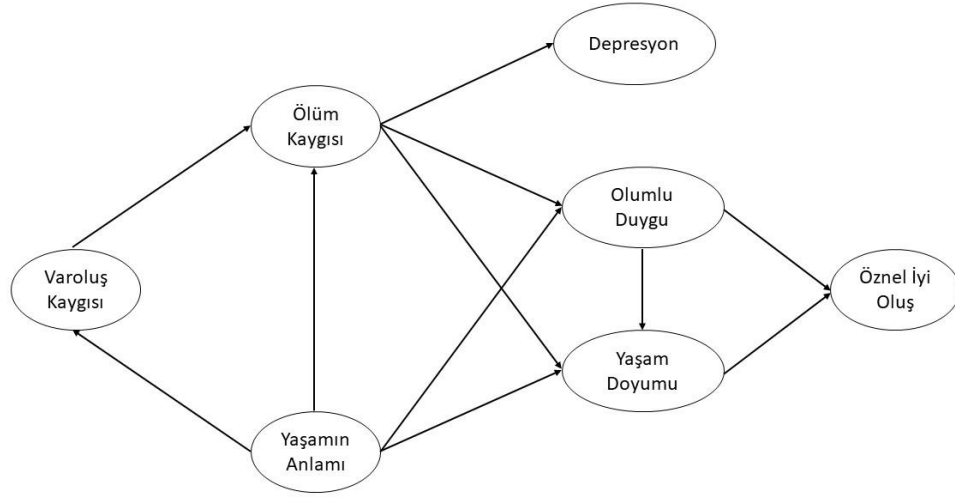 Depresyon
Ölüm
Kaygısı
Olumlu
Duygu
Varoluş
Kaygısı
Öznel İyi
Oluş
Yaşam
Doyumu
Yaşamın
Anlamı